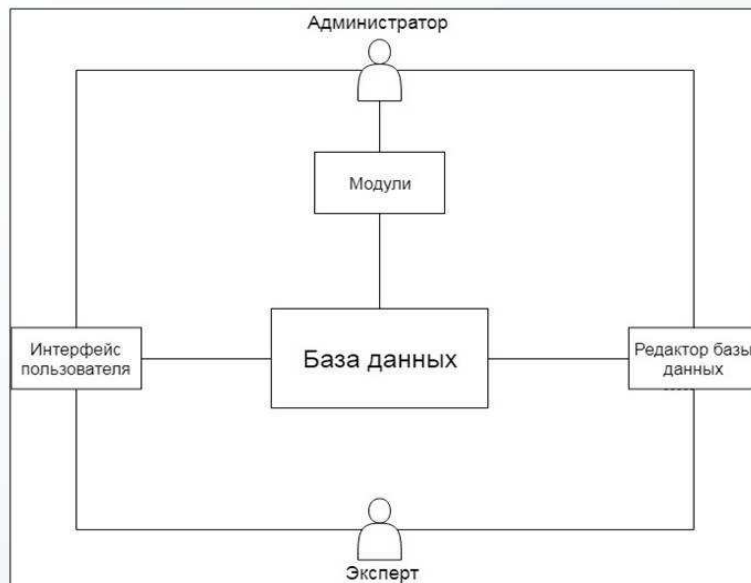 Администратор
Модули
Интерфейс
пользователя
База данных
Редактор базы
данных
Эксперт